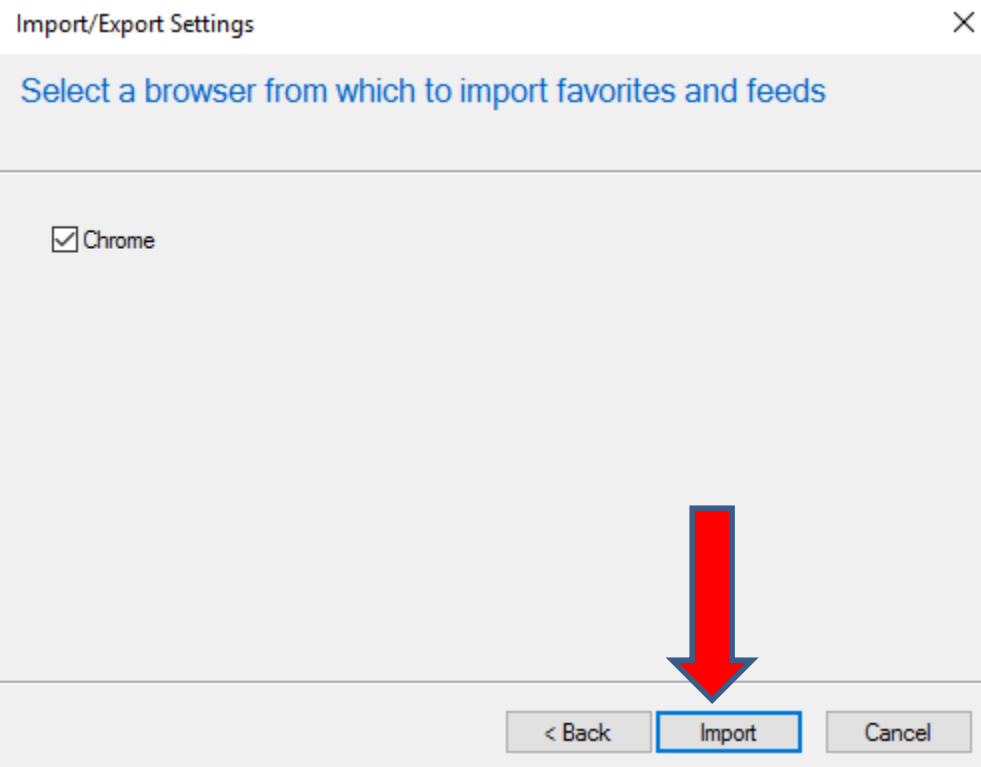 Import/Export Settings
Select a browser from which to import favorites and feeds
Chrome
< Back
Import
Cancel